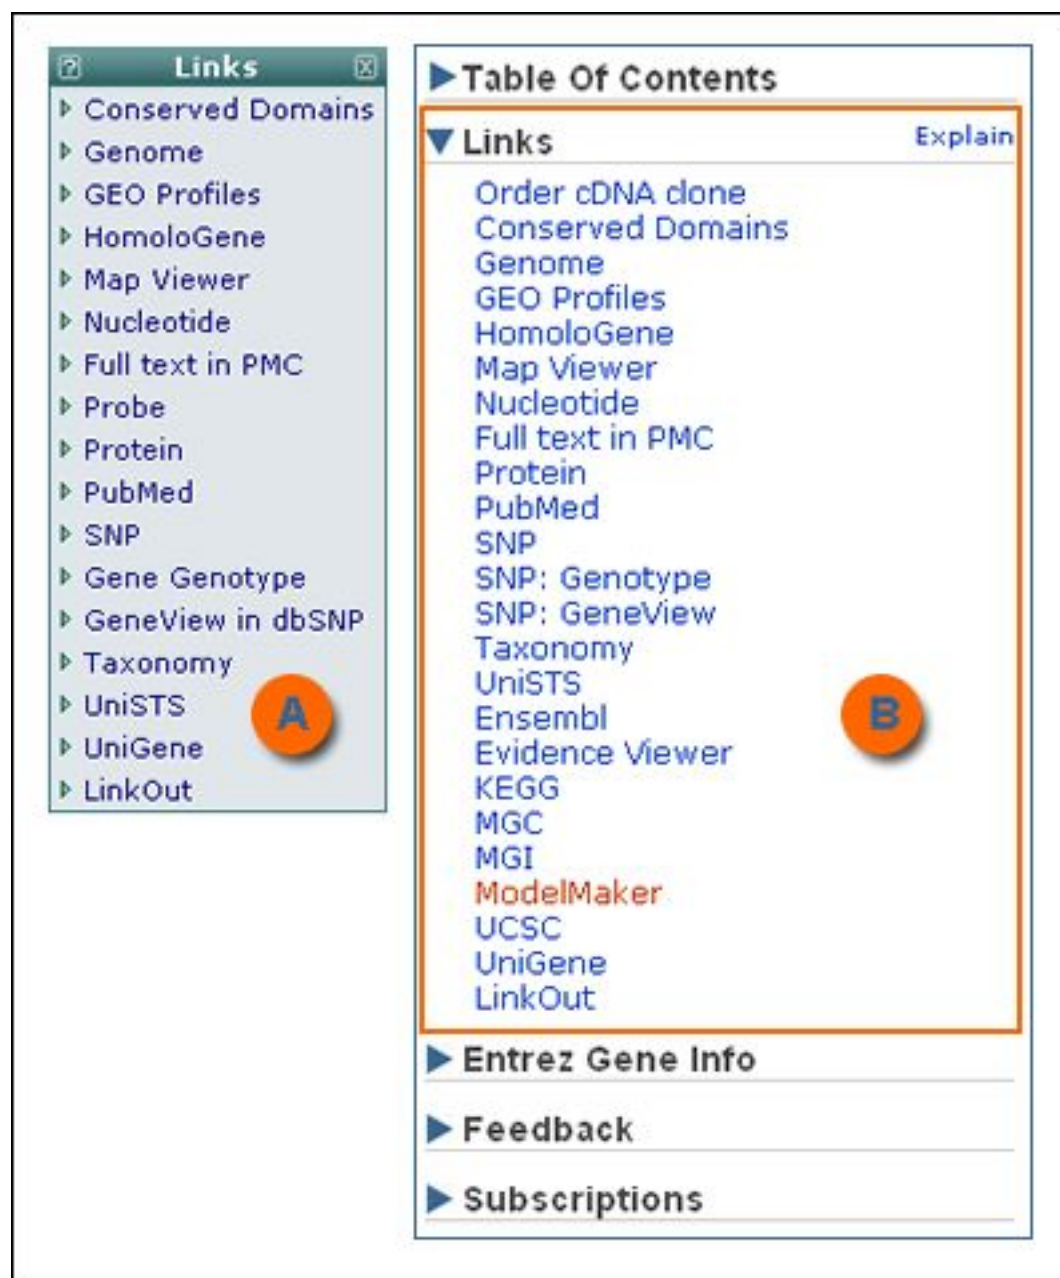 ? Links X
Conserved Domains
Genome
GEO Profiles
HomoloGene
Map Viewer
Nucleotide
Full text in PMC
Probe
Protein
PubMed
SNP
Gene Genotype
GeneView in dbSNP
Taxonomy
UniSTS
UniGene
LinkOut
A
Table Of Contents
Links Explain
Order cDNA clone
Conserved Domains
Genome
GEO Profiles
HomoloGene
Map Viewer
Nucleotide
Full text in PMC
Protein
PubMed
SNP
SNP: Genotype
SNP: GeneView
Taxonomy
UniSTS
Ensembl
Evidence Viewer
KEGG
MGC
MGI
ModelMaker
UCSC
UniGene
LinkOut
B
Entrez Gene Info
Feedback
Subscriptions